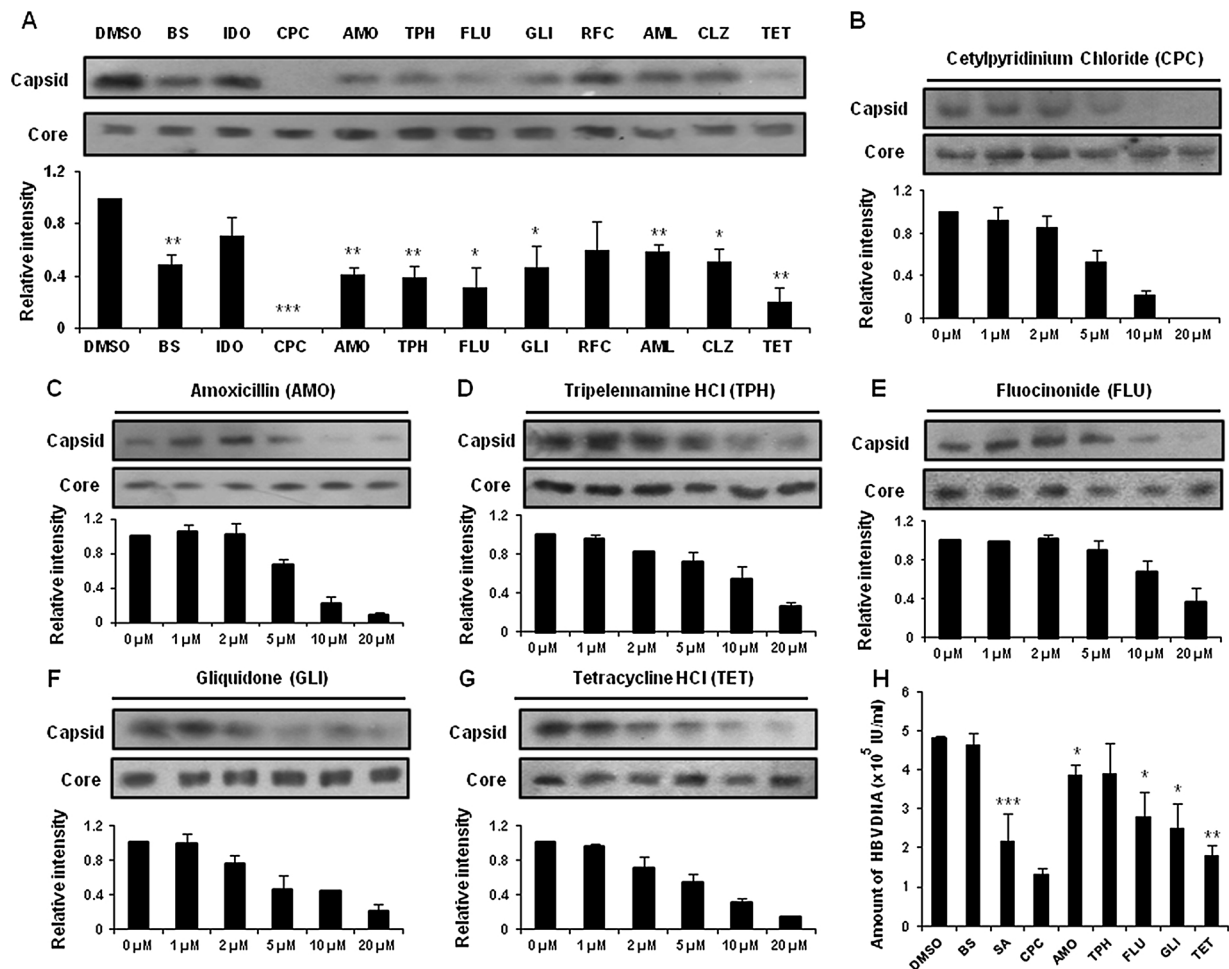 A
DMSO BS IDO CPC AMO TPH FLU GLI RFC AML CLZ TET
Capsid
Core
Relative intensity
1.2
0.8
0.4
0
** *** ** ** * * ** * **
DMSO BS IDO CPC AMO TPH FLU GLI RFC AML CLZ TET
B
Cetylpyridinium Chloride (CPC)
Capsid
Core
Relative intensity
1.2
0.8
0.4
0
0 µM 1 µM 2 µM 5 µM 10 µM 20 µM
C
Amoxicillin (AMO)
Capsid
Core
Relative intensity
1.2
0.8
0.4
0
0 µM 1 µM 2 µM 5 µM 10 µM 20 µM
D
Tripelennamine HCl (TPH)
Capsid
Core
Relative intensity
1.2
0.8
0.4
0
0 µM 1 µM 2 µM 5 µM 10 µM 20 µM
E
Fluocinonide (FLU)
Capsid
Core
Relative intensity
1.2
0.8
0.4
0
0 µM 1 µM 2 µM 5 µM 10 µM 20 µM
F
Gliquidone (GLI)
Capsid
Core
Relative intensity
1.2
0.8
0.4
0
0 µM 1 µM 2 µM 5 µM 10 µM 20 µM
G
Tetracycline HCl (TET)
Capsid
Core
Relative intensity
1.2
0.8
0.4
0
0 µM 1 µM 2 µM 5 µM 10 µM 20 µM
H
Amount of HBVDNA (x10⁵ IU/ml)
6
5
4
3
2
1
0
*** * * * **
DMSO BS SA CPC AMO TPH FLU GLI TET